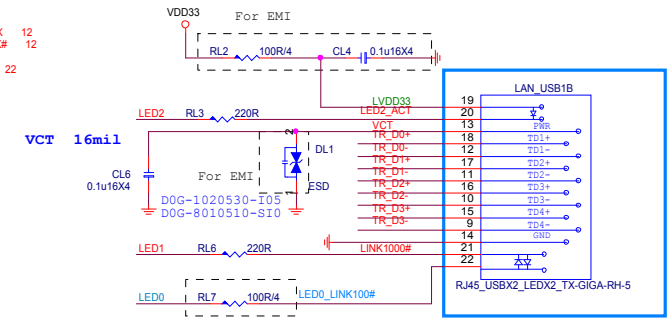 VDD33
For EMI
X 12
K# 12
22
RL2 100R/4 CL4 0.1u16X4
LAN_USB1B
LVDD33 19
LED2 RL3 220R LED2_ACT 20
VCT 13 PWR
TR_D0+ 18 TD1+
TR_D0- 12 TD1-
TR_D1+ 17 TD2+
TR_D1- 11 TD2-
TR_D2+ 16 TD3+
TR_D2- 10 TD3-
TR_D3+ 15 TD4+
TR_D3- 9 TD4-
14 GND
VCT 16mil
2
DL1
For EMI
1
ESD
CL6
0.1u16X4
D0G-1020530-I05
D0G-8010510-SI0
LED1 RL6 220R LINK1000# 21
22
LED0 RL7 100R/4 LED0_LINK100#
RJ45_USBX2_LEDX2_TX-GIGA-RH-5